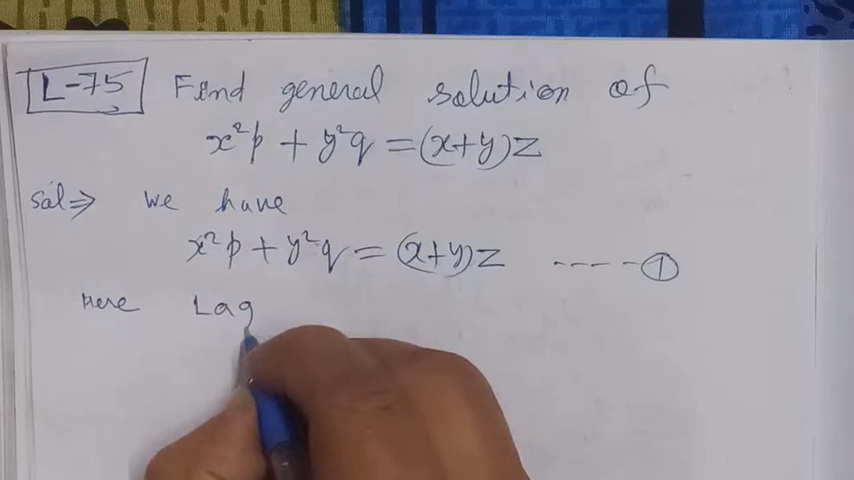 L-75 Find general solution of
x²p + y²q = (x+y)z
Sol⇒ we have
x²p + y²q = (x+y)z ----- ①
Here Lag